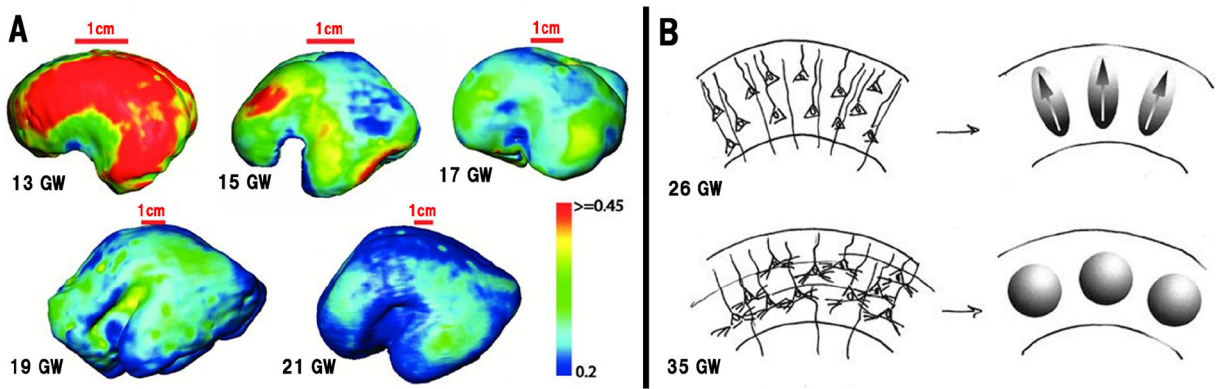 A
1cm
1cm
1cm
13 GW
15 GW
17 GW
1cm
1cm
>=0.45
0.2
19 GW
21 GW
B
26 GW
35 GW